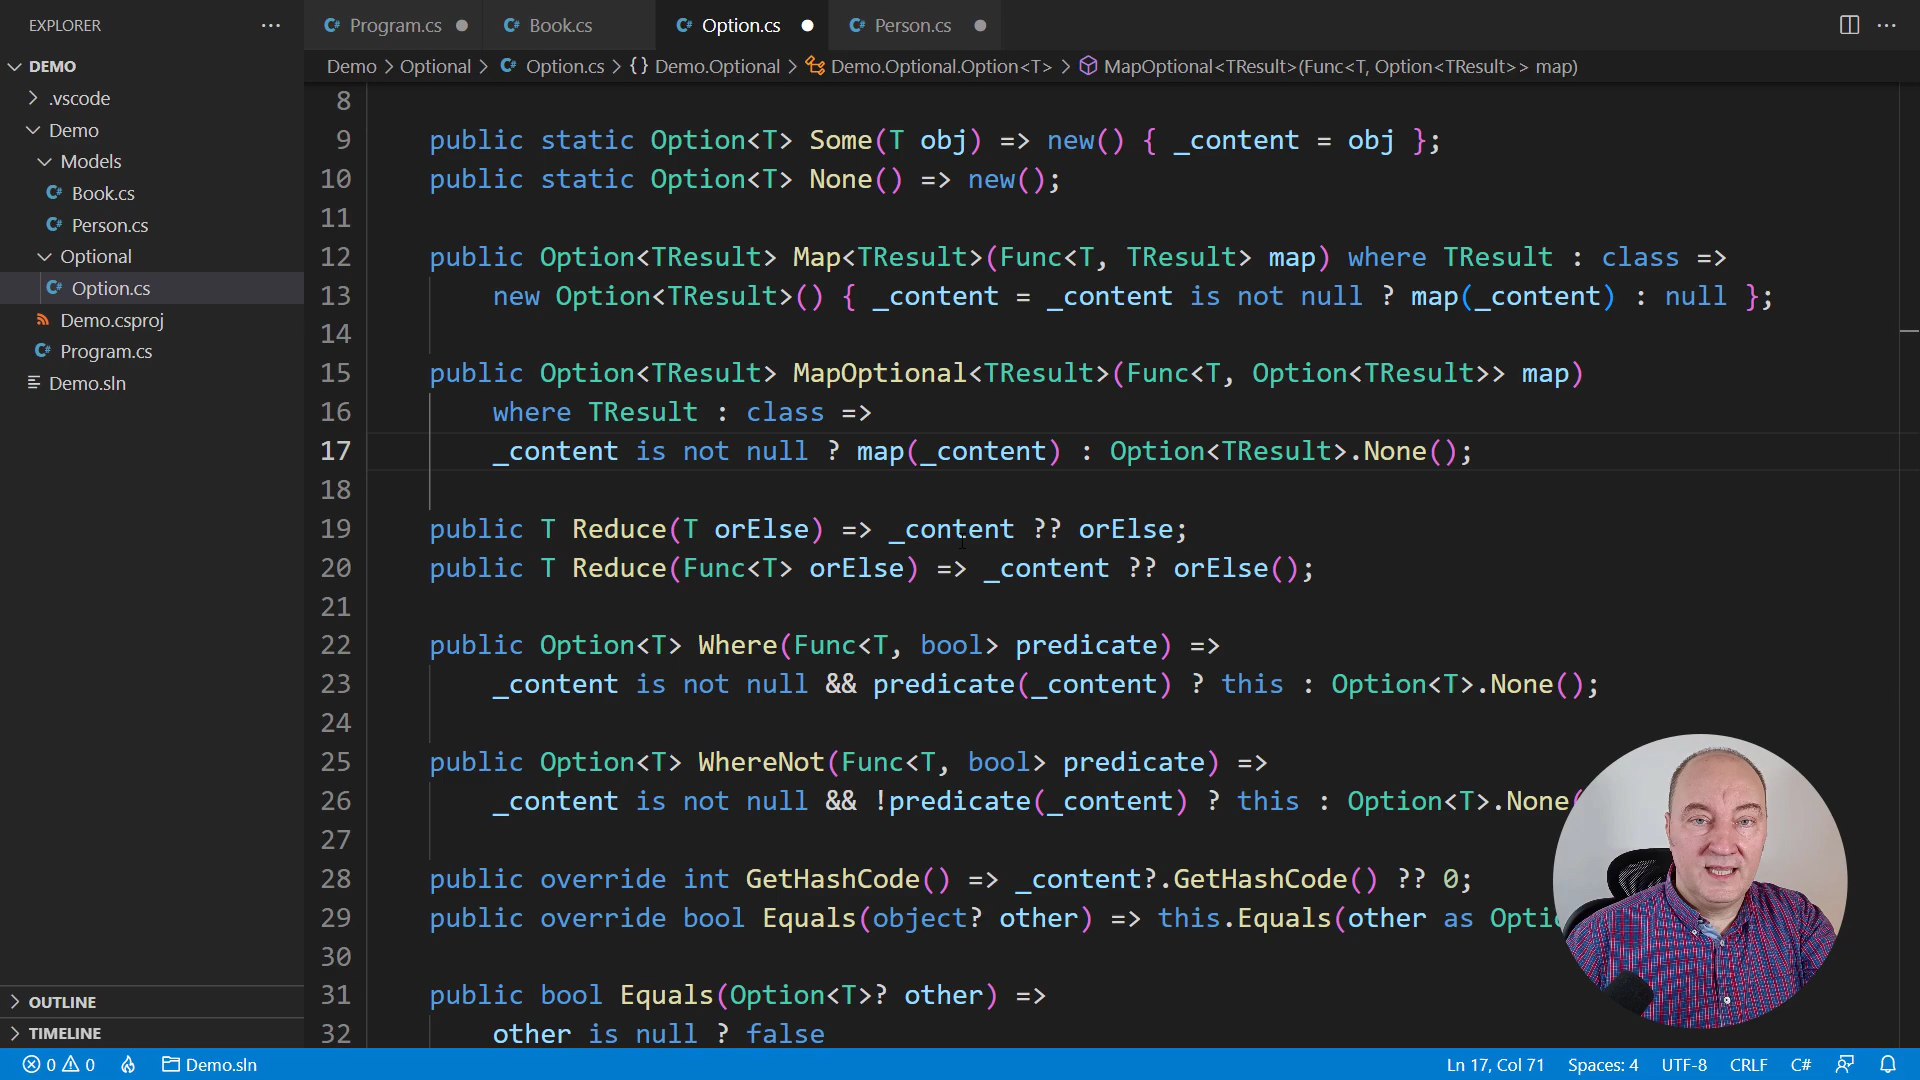 EXPLORER
DEMO
.vscode
Demo
Models
Book.cs
Person.cs
Optional
Option.cs
Demo.csproj
Program.cs
Demo.sln
OUTLINE
TIMELINE
Program.cs
Book.cs
Option.cs
Person.cs
Demo > Optional > Option.cs > {} Demo.Optional > Demo.Optional.Option<T> > MapOptional<TResult>(Func<T, Option<TResult>> map)
8
9 public static Option<T> Some(T obj) => new() { _content = obj };
10 public static Option<T> None() => new();
11
12 public Option<TResult> Map<TResult>(Func<T, TResult> map) where TResult : class =>
13 new Option<TResult>() { _content = _content is not null ? map(_content) : null };
14
15 public Option<TResult> MapOptional<TResult>(Func<T, Option<TResult>> map)
16 where TResult : class =>
17 _content is not null ? map(_content) : Option<TResult>.None();
18
19 public T Reduce(T orElse) => _content ?? orElse;
20 public T Reduce(Func<T> orElse) => _content ?? orElse();
21
22 public Option<T> Where(Func<T, bool> predicate) =>
23 _content is not null && predicate(_content) ? this : Option<T>.None();
24
25 public Option<T> WhereNot(Func<T, bool> predicate) =>
26 _content is not null && !predicate(_content) ? this : Option<T>.None(
27
28 public override int GetHashCode() => _content?.GetHashCode() ?? 0;
29 public override bool Equals(object? other) => this.Equals(other as Optio
30
31 public bool Equals(Option<T>? other) =>
32 other is null ? false
0 0 Demo.sln
Ln 17, Col 71 Spaces: 4 UTF-8 CRLF C#